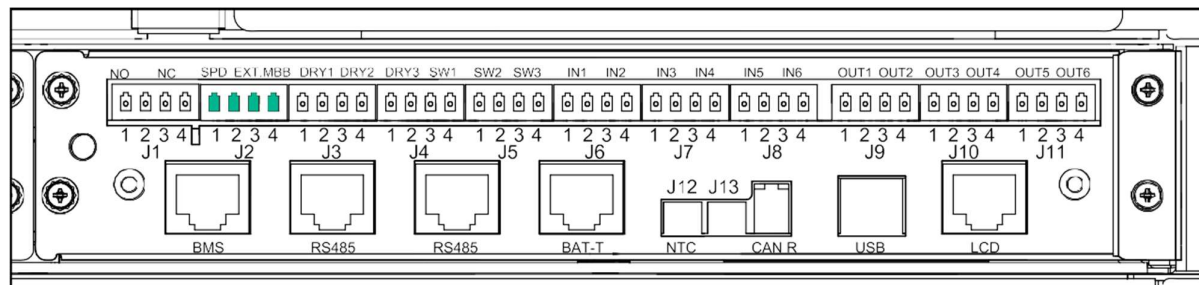 NO NC SPD EXT.MBB DRY1 DRY2 DRY3 SW1 SW2 SW3 IN1 IN2 IN3 IN4 IN5 IN6 OUT1 OUT2 OUT3 OUT4 OUT5 OUT6
1 2 3 4 1 2 3 4 1 2 3 4 1 2 3 4 1 2 3 4 1 2 3 4 1 2 3 4 1 2 3 4 1 2 3 4 1 2 3 4 1 2 3 4
J1 J2 J3 J4 J5 J6 J7 J8 J9 J10 J11
J12 J13
BMS RS485 RS485 BAT-T NTC CAN R USB LCD